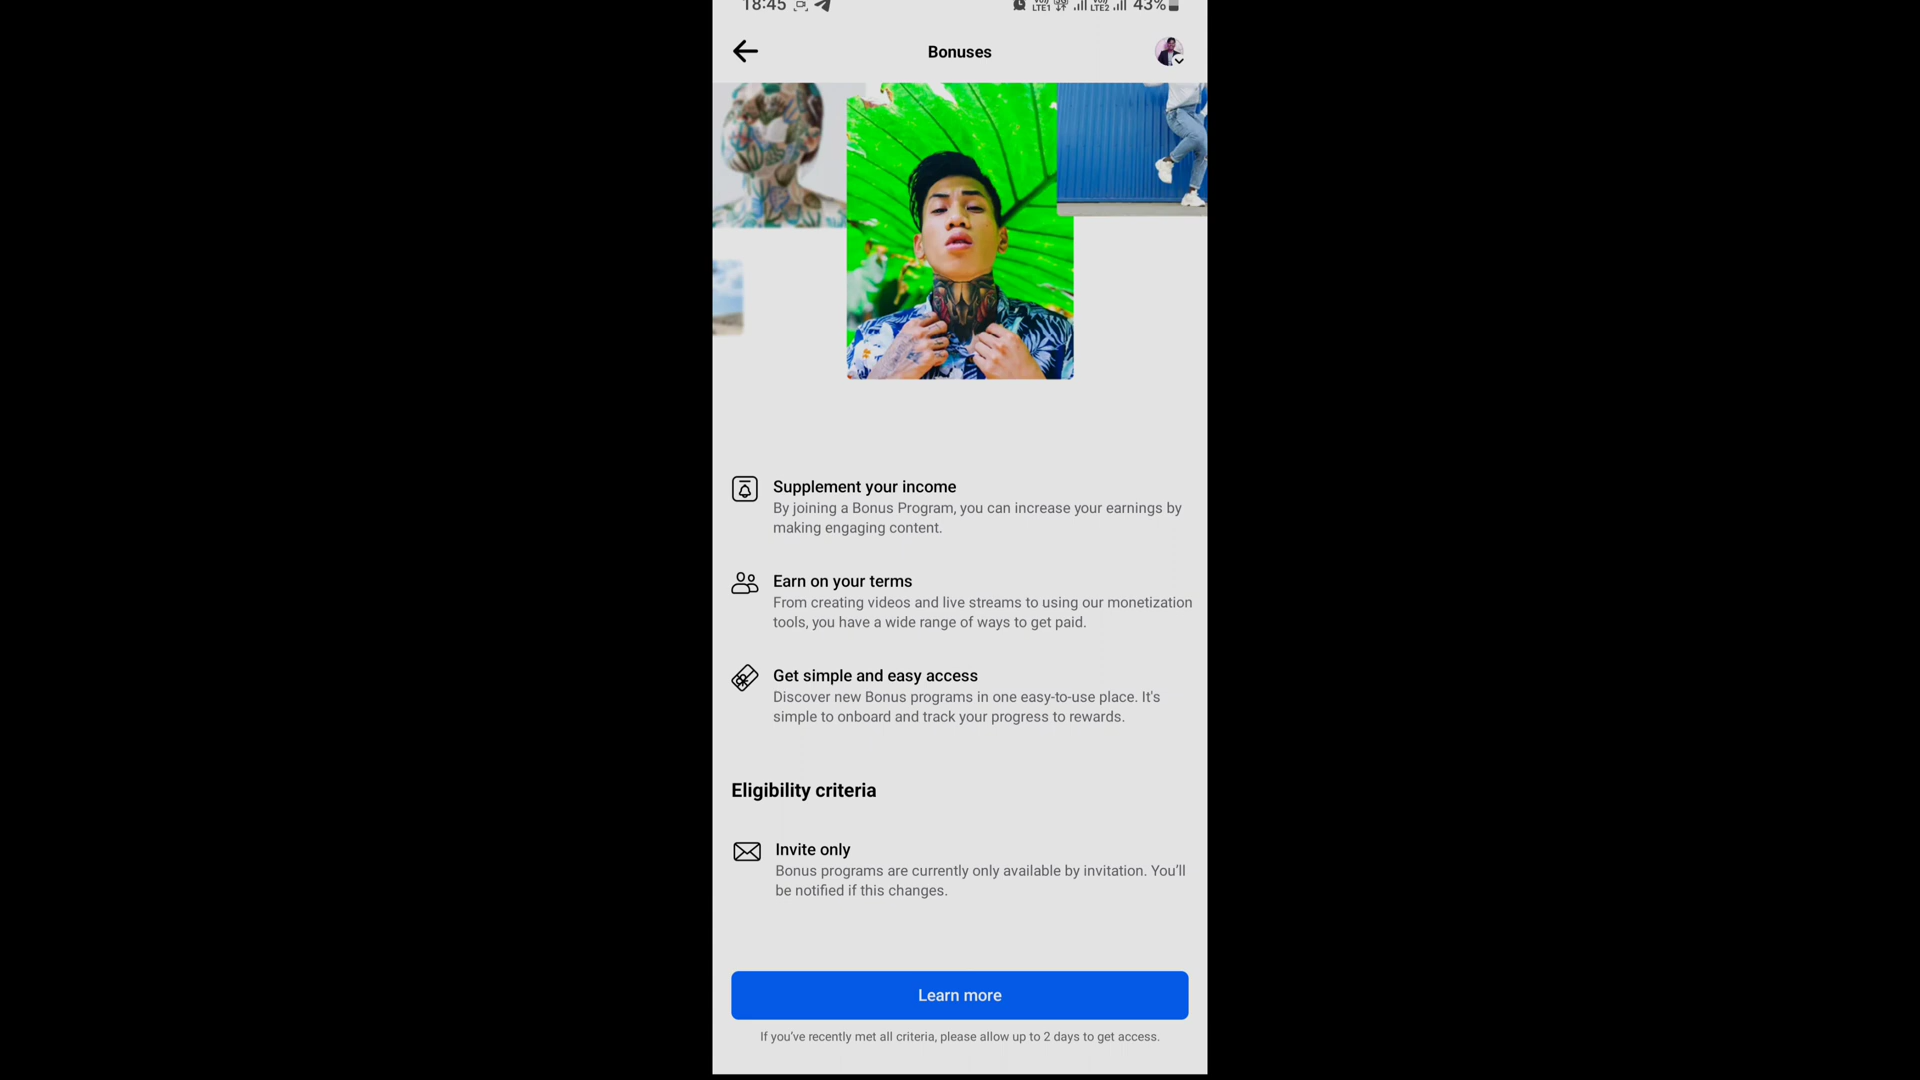 18:45 43%
Bonuses
Supplement your income
By joining a Bonus Program, you can increase your earnings by
making engaging content.
Earn on your terms
From creating videos and live streams to using our monetization
tools, you have a wide range of ways to get paid.
Get simple and easy access
Discover new Bonus programs in one easy-to-use place. It's
simple to onboard and track your progress to rewards.
Eligibility criteria
Invite only
Bonus programs are currently only available by invitation. You’ll
be notified if this changes.
Learn more
If you’ve recently met all criteria, please allow up to 2 days to get access.